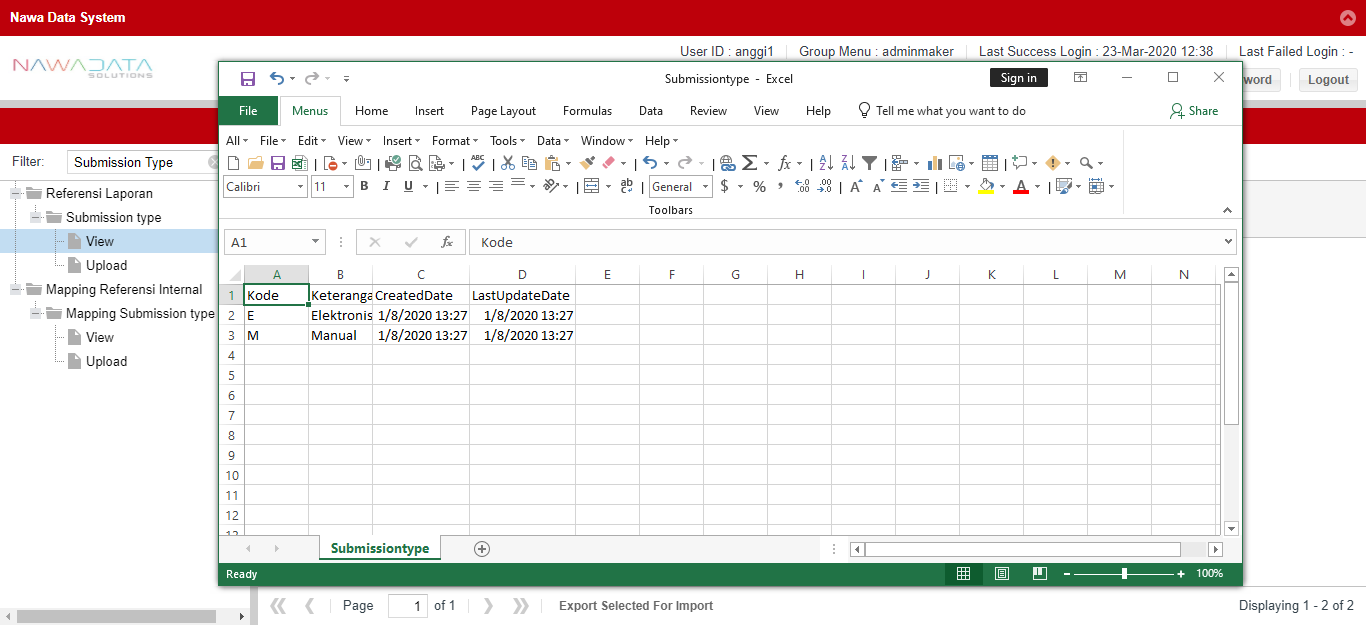 Nawa Data System
NAWADATA
SOLUTIONS
User ID : anggi1
Group Menu : adminmaker
Last Success Login : 23-Mar-2020 12:38
Last Failed Login : -
word
Logout
Filter:
Submission Type
Referensi Laporan
Submission type
View
Upload
Mapping Referensi Internal
Mapping Submission type
View
Upload
Submissiontype - Excel
Sign in
File Menus Home Insert Page Layout Formulas Data Review View Help Tell me what you want to do Share
All File Edit View Insert Format Tools Data Window Help
Calibri 11 B I U General $ %
Toolbars
A1 fx Kode
A B C D E F G H I J K L M N
1 Kode Keteranga CreatedDate LastUpdateDate
2 E Elektronis 1/8/2020 13:27 1/8/2020 13:27
3 M Manual 1/8/2020 13:27 1/8/2020 13:27
4
5
6
7
8
9
10
11
12
13
Submissiontype
Ready
100%
Page 1 of 1
Export Selected For Import
Displaying 1 - 2 of 2